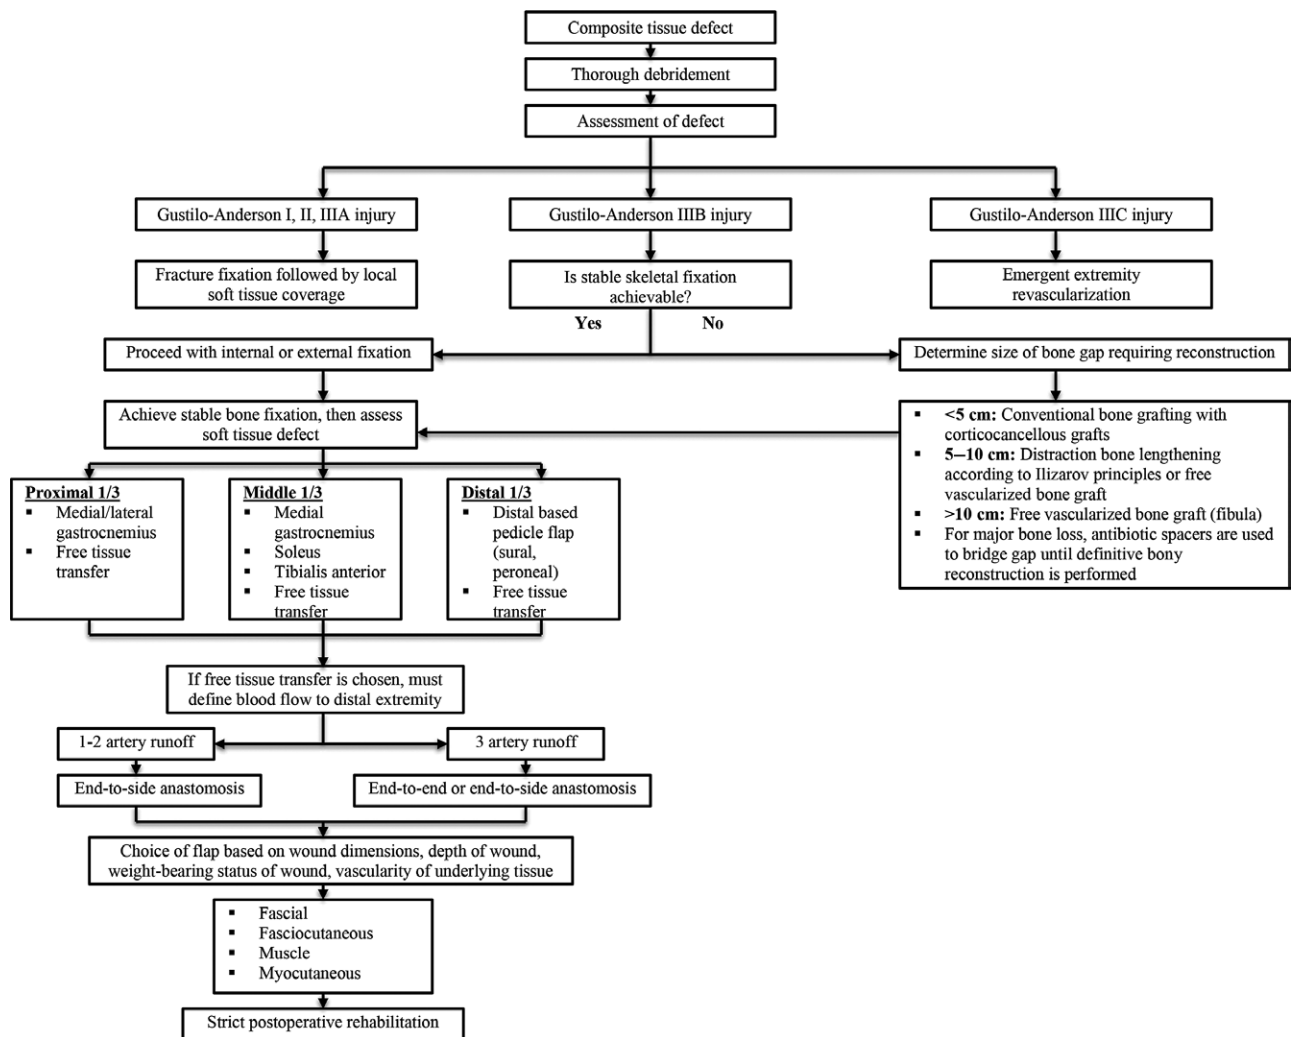 Composite tissue defect
Thorough debridement
Assessment of defect
Gustilo-Anderson I, II, IIIA injury
Gustilo-Anderson IIIB injury
Gustilo-Anderson IIIC injury
Fracture fixation followed by local
soft tissue coverage
Is stable skeletal fixation
achievable?
Emergent extremity
revascularization
Yes
No
Proceed with internal or external fixation
Determine size of bone gap requiring reconstruction
Achieve stable bone fixation, then assess
soft tissue defect
▪ <5 cm: Conventional bone grafting with
corticocancellous grafts
▪ 5–10 cm: Distraction bone lengthening
according to Ilizarov principles or free
vascularized bone graft
▪ >10 cm: Free vascularized bone graft (fibula)
▪ For major bone loss, antibiotic spacers are used
to bridge gap until definitive bony
reconstruction is performed
Proximal 1/3
▪ Medial/lateral
gastrocnemius
▪ Free tissue
transfer
Middle 1/3
▪ Medial
gastrocnemius
▪ Soleus
▪ Tibialis anterior
▪ Free tissue
transfer
Distal 1/3
▪ Distal based
pedicle flap
(sural,
peroneal)
▪ Free tissue
transfer
If free tissue transfer is chosen, must
define blood flow to distal extremity
1-2 artery runoff
3 artery runoff
End-to-side anastomosis
End-to-end or end-to-side anastomosis
Choice of flap based on wound dimensions, depth of wound,
weight-bearing status of wound, vascularity of underlying tissue
▪ Fascial
▪ Fasciocutaneous
▪ Muscle
▪ Myocutaneous
Strict postoperative rehabilitation